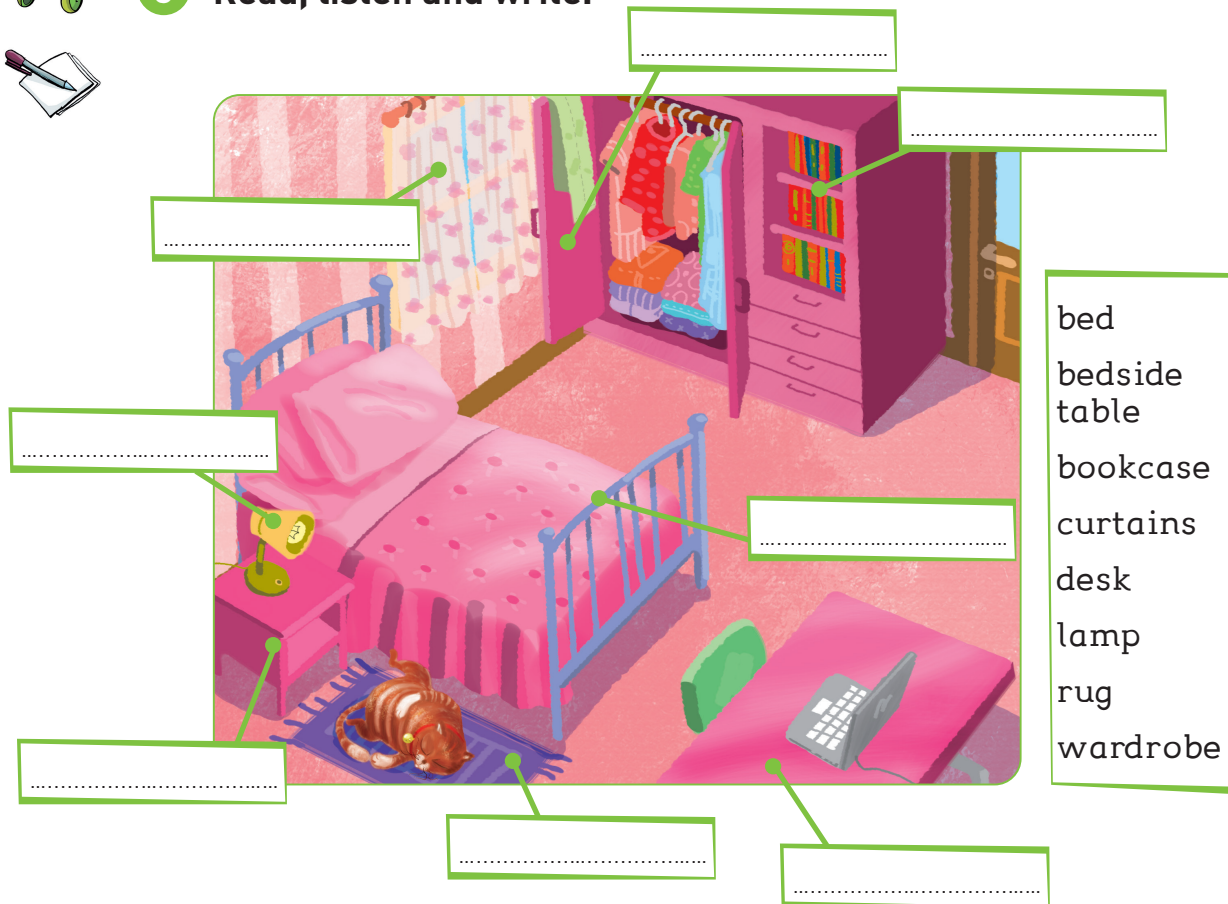 Read, listen and write.
bed
bedside
table
bookcase
curtains
desk
lamp
rug
wardrobe